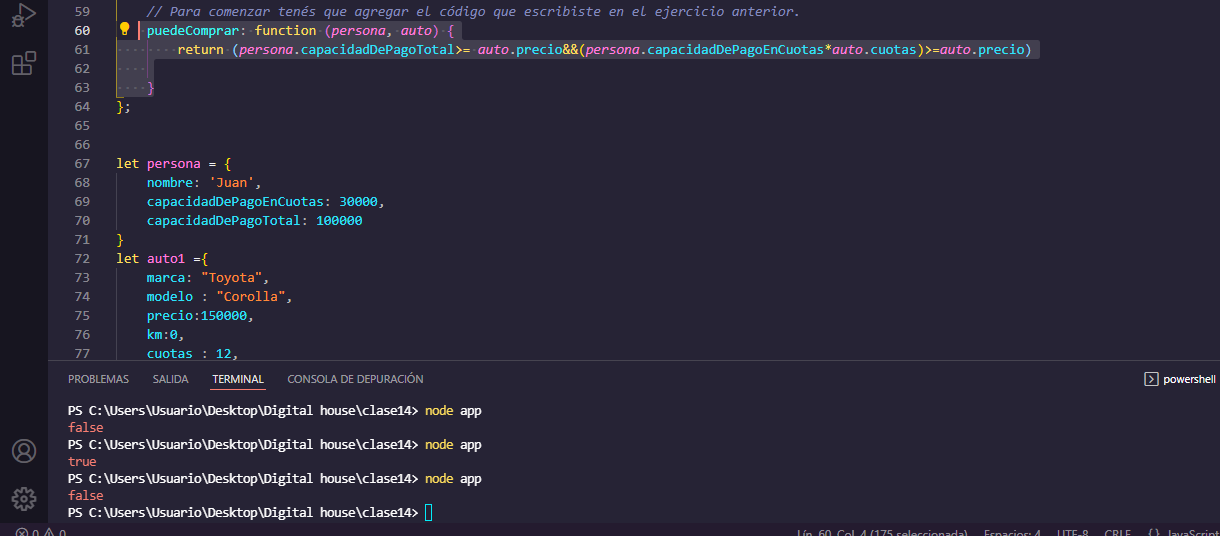 59 // Para comenzar tenés que agregar el código que escribiste en el ejercicio anterior.
60 puedeComprar: function (persona, auto) {
61 return (persona.capacidadDePagoTotal>= auto.precio&&(persona.capacidadDePagoEnCuotas*auto.cuotas)>=auto.precio)
62
63 }
64 };
65
66
67 let persona = {
68 nombre: 'Juan',
69 capacidadDePagoEnCuotas: 30000,
70 capacidadDePagoTotal: 100000
71 }
72 let auto1 ={
73 marca: "Toyota",
74 modelo : "Corolla",
75 precio:150000,
76 km:0,
77 cuotas : 12,
PROBLEMAS SALIDA TERMINAL CONSOLA DE DEPURACIÓN powershell
PS C:\Users\Usuario\Desktop\Digital house\clase14> node app
false
PS C:\Users\Usuario\Desktop\Digital house\clase14> node app
true
PS C:\Users\Usuario\Desktop\Digital house\clase14> node app
false
PS C:\Users\Usuario\Desktop\Digital house\clase14>
0 0 Lín. 60, Col. 4 (175 seleccionada) Espacios: 4 UTF-8 CRLF {} JavaScript